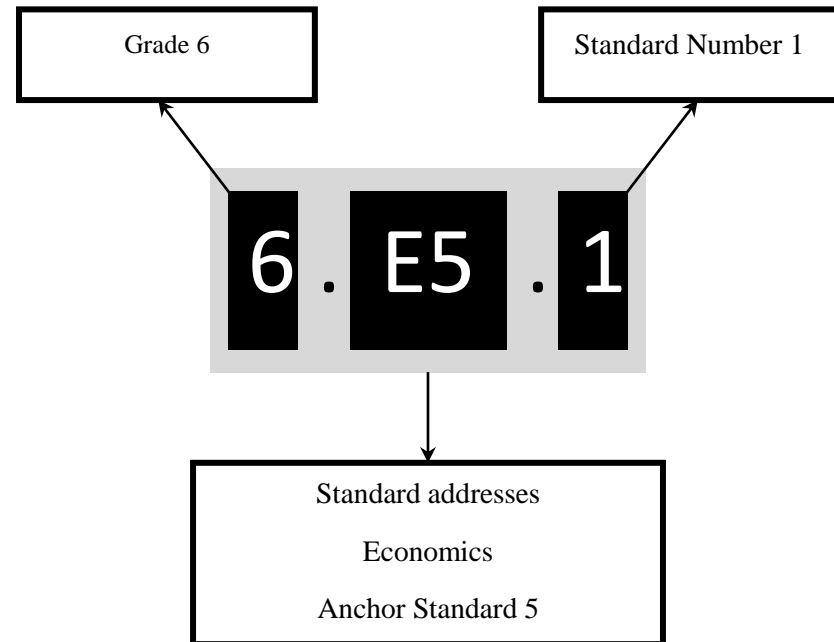 Grade 6
Standard Number 1
6 . E5 . 1
Standard addresses
Economics
Anchor Standard 5